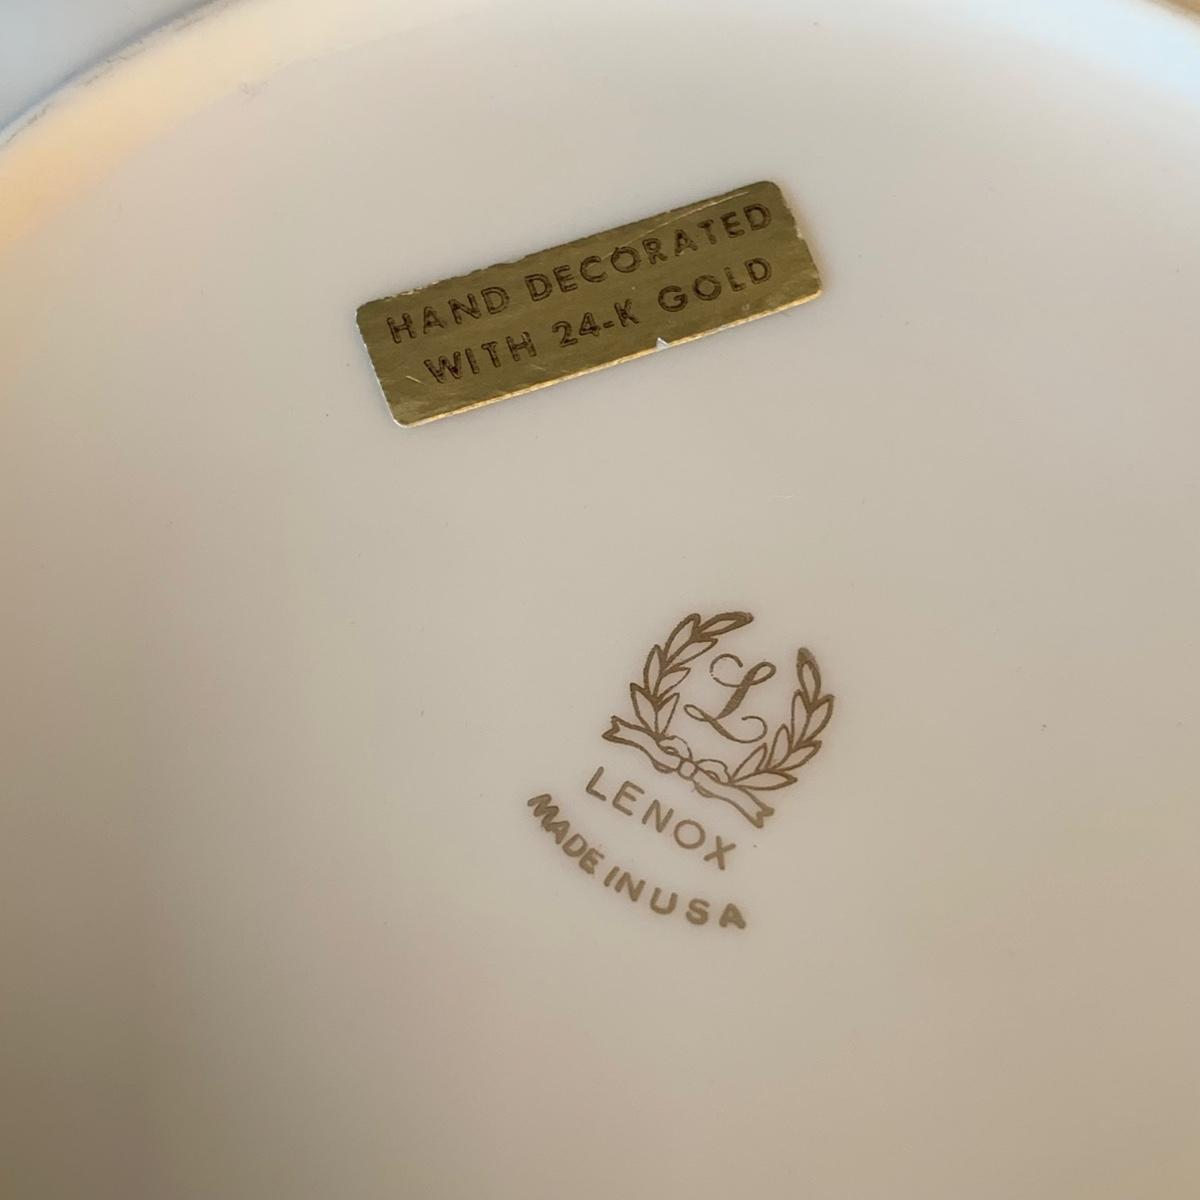 HAND DECORATED
WITH 24-K GOLD
L
LENOX
MADE IN USA